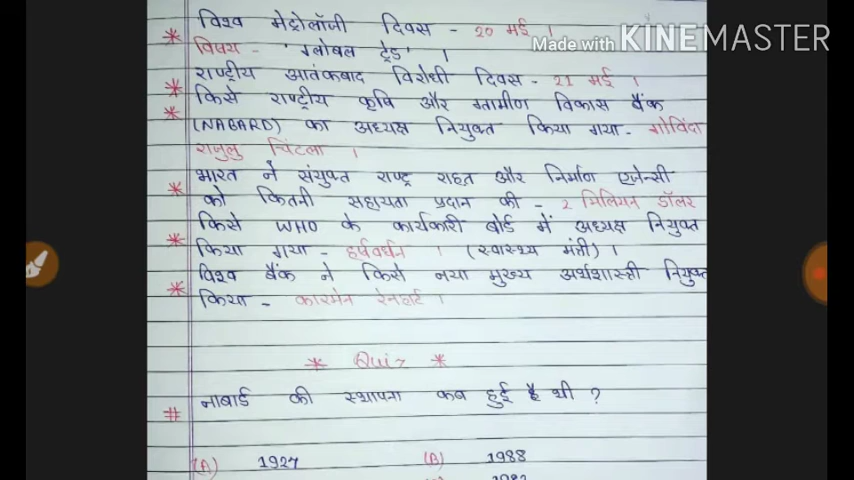 विश्व मेट्रोलॉजी दिवस - 20 मई ।
Made with KINEMASTER
* विषय - 'ग्लोबल ट्रेड' ।
राष्ट्रीय आतंकवाद विरोधी दिवस - 21 मई ।
* किसे राष्ट्रीय कृषि और ग्रामीण विकास बैंक
* (NABARD) का अध्यक्ष नियुक्त किया गया - गोविंदा
राजुलु चिंटला ।
भारत ने संयुक्त राष्ट्र राहत और निर्माण एजेन्सी
* को कितनी सहायता प्रदान की - 2 मिलियन डॉलर
किसे WHO के कार्यकारी बोर्ड में अध्यक्ष नियुक्त
* किया गया - हर्षवर्धन । (स्वास्थ्य मंत्री) ।
विश्व बैंक ने किसे नया मुख्य अर्थशास्त्री नियुक्त
* किया - कारमेन रेनहार्ट ।
* Quiz *
# नाबार्ड की स्थापना कब हुई थी ?
(A) 1927 (B) 1988